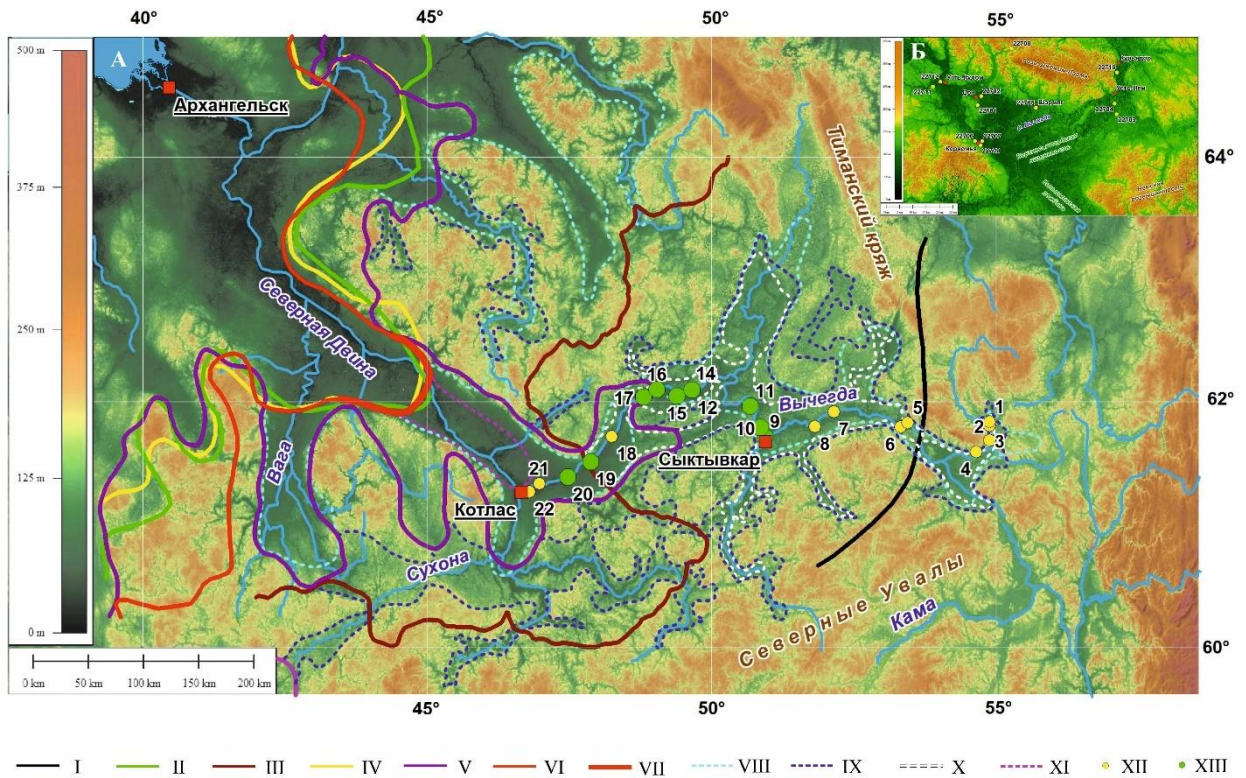 40° 45° 50° 55°
500 m
375 m
250 m
125 m
0 m
А
Б
Архангельск
64°
Тиманский кряж
Северная Двина
62°
16 14
17 15 12 11
Вычегда
10 9
5 1
2
3
8 7 6 4
18
Сыктывкар
21 19
20
22
Котлас
Вага
Сухона
Северные увалы
Кама
60°
0 km 50 km 100 km 150 km 200 km
45° 50° 55°
I II III IV V VI VII VIII IX X XI XII XIII